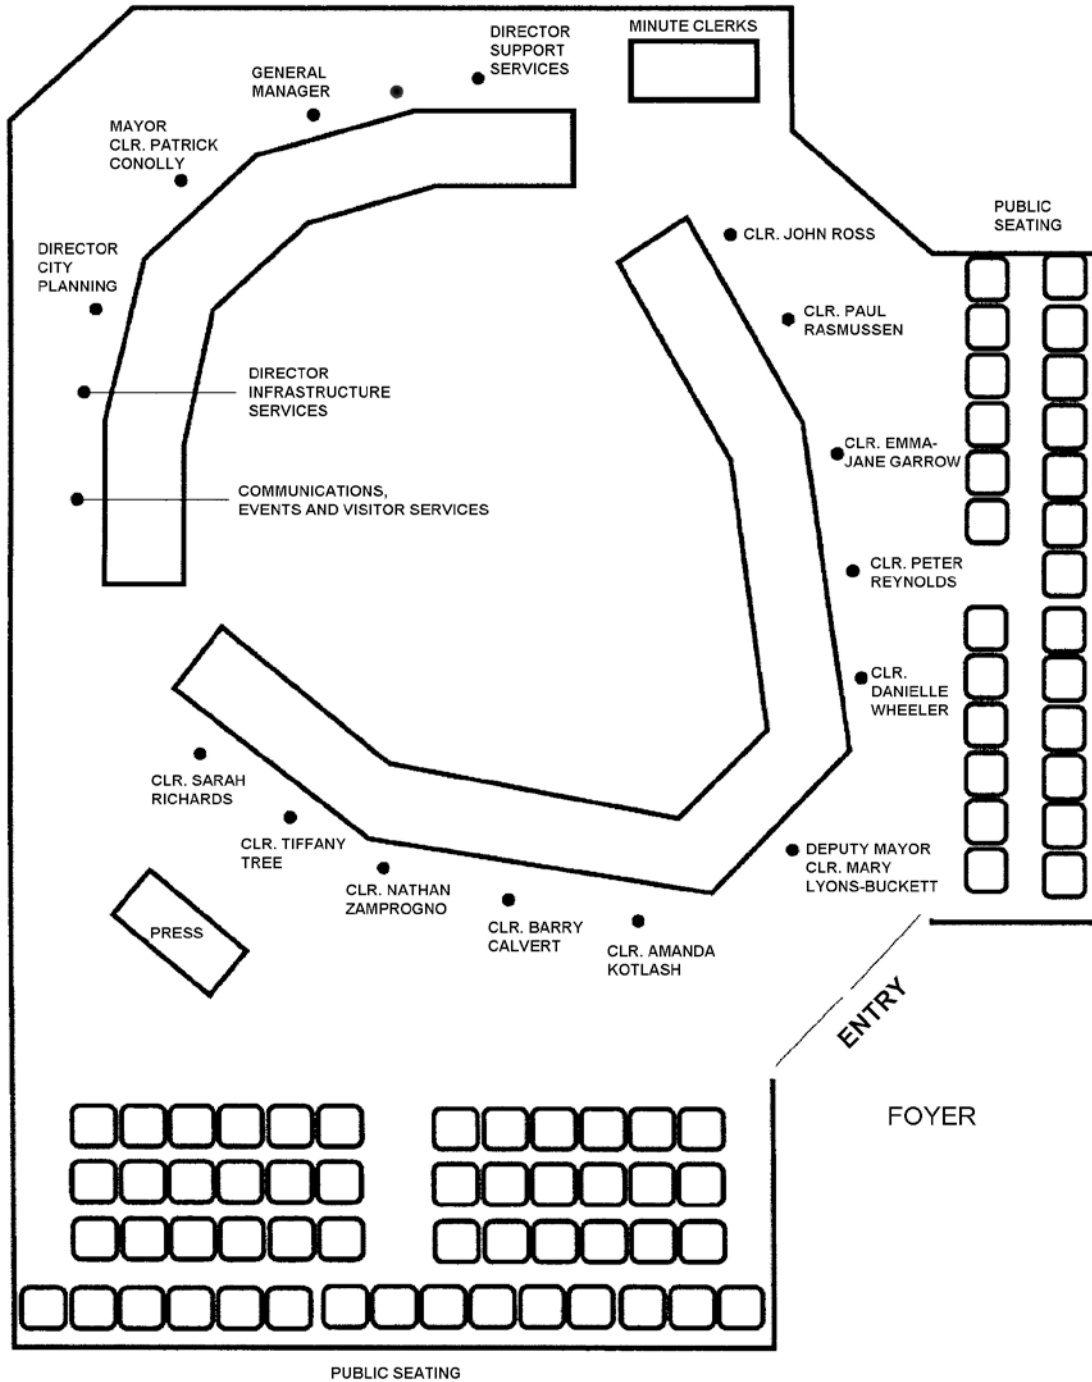 MINUTE CLERKS
DIRECTOR
SUPPORT
SERVICES
GENERAL
MANAGER
MAYOR
CLR. PATRICK
CONOLLY
PUBLIC
SEATING
CLR. JOHN ROSS
DIRECTOR
CITY
PLANNING
CLR. PAUL
RASMUSSEN
DIRECTOR
INFRASTRUCTURE
SERVICES
CLR. EMMA-
JANE GARROW
COMMUNICATIONS,
EVENTS AND VISITOR SERVICES
CLR. PETER
REYNOLDS
CLR.
DANIELLE
WHEELER
CLR. SARAH
RICHARDS
CLR. TIFFANY
TREE
DEPUTY MAYOR
CLR. MARY
LYONS-BUCKETT
CLR. NATHAN
ZAMPROGNO
CLR. BARRY
CALVERT
CLR. AMANDA
KOTLASH
PRESS
ENTRY
FOYER
PUBLIC SEATING